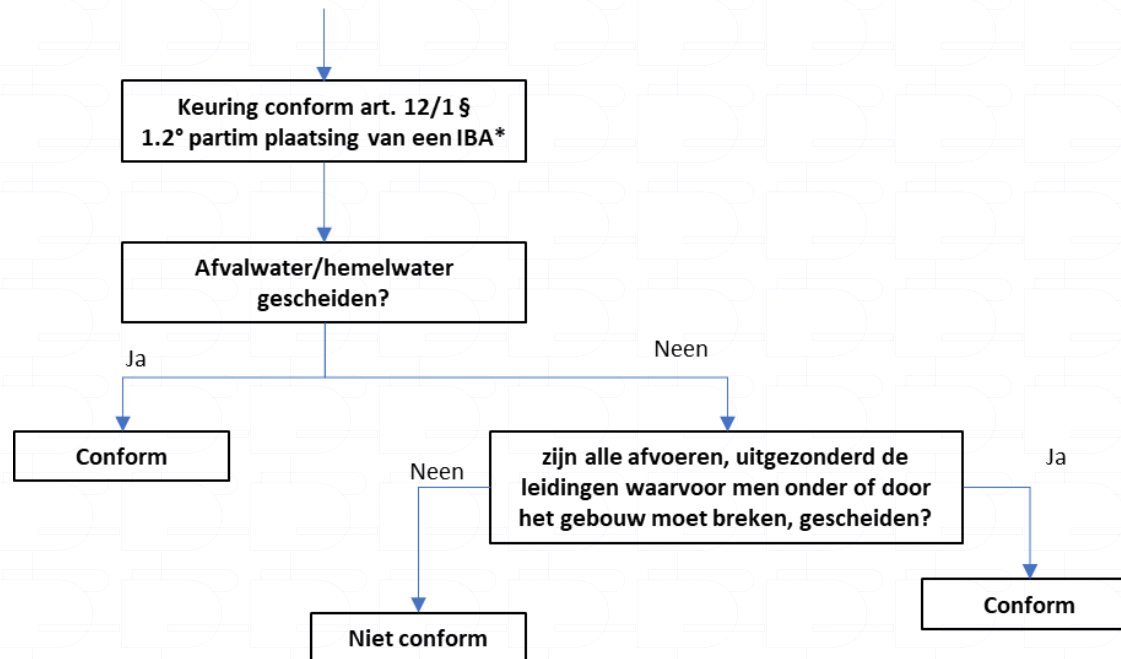 Keuring conform art. 12/1 §
1.2° partim plaatsing van een IBA*
Afvalwater/hemelwater
gescheiden?
Ja
Neen
Conform
zijn alle afvoeren, uitgezonderd de
leidingen waarvoor men onder of door
het gebouw moet breken, gescheiden?
Neen
Ja
Niet conform
Conform